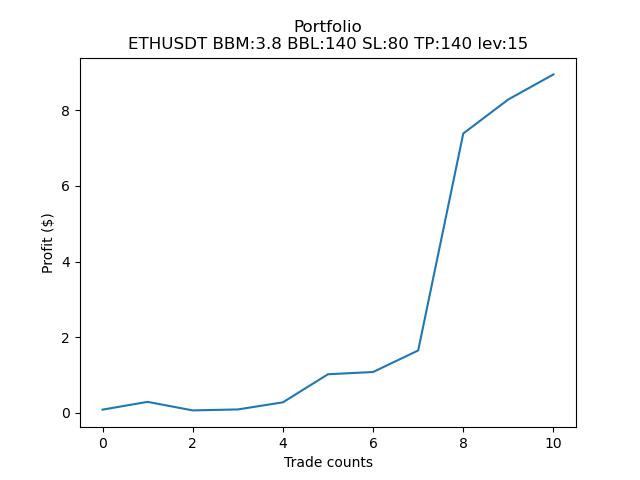 Portfolio
ETHUSDT BBM:3.8 BBL:140 SL:80 TP:140 lev:15
8
6
4
2
0
Profit ($)
0 2 4 6 8 10
Trade counts